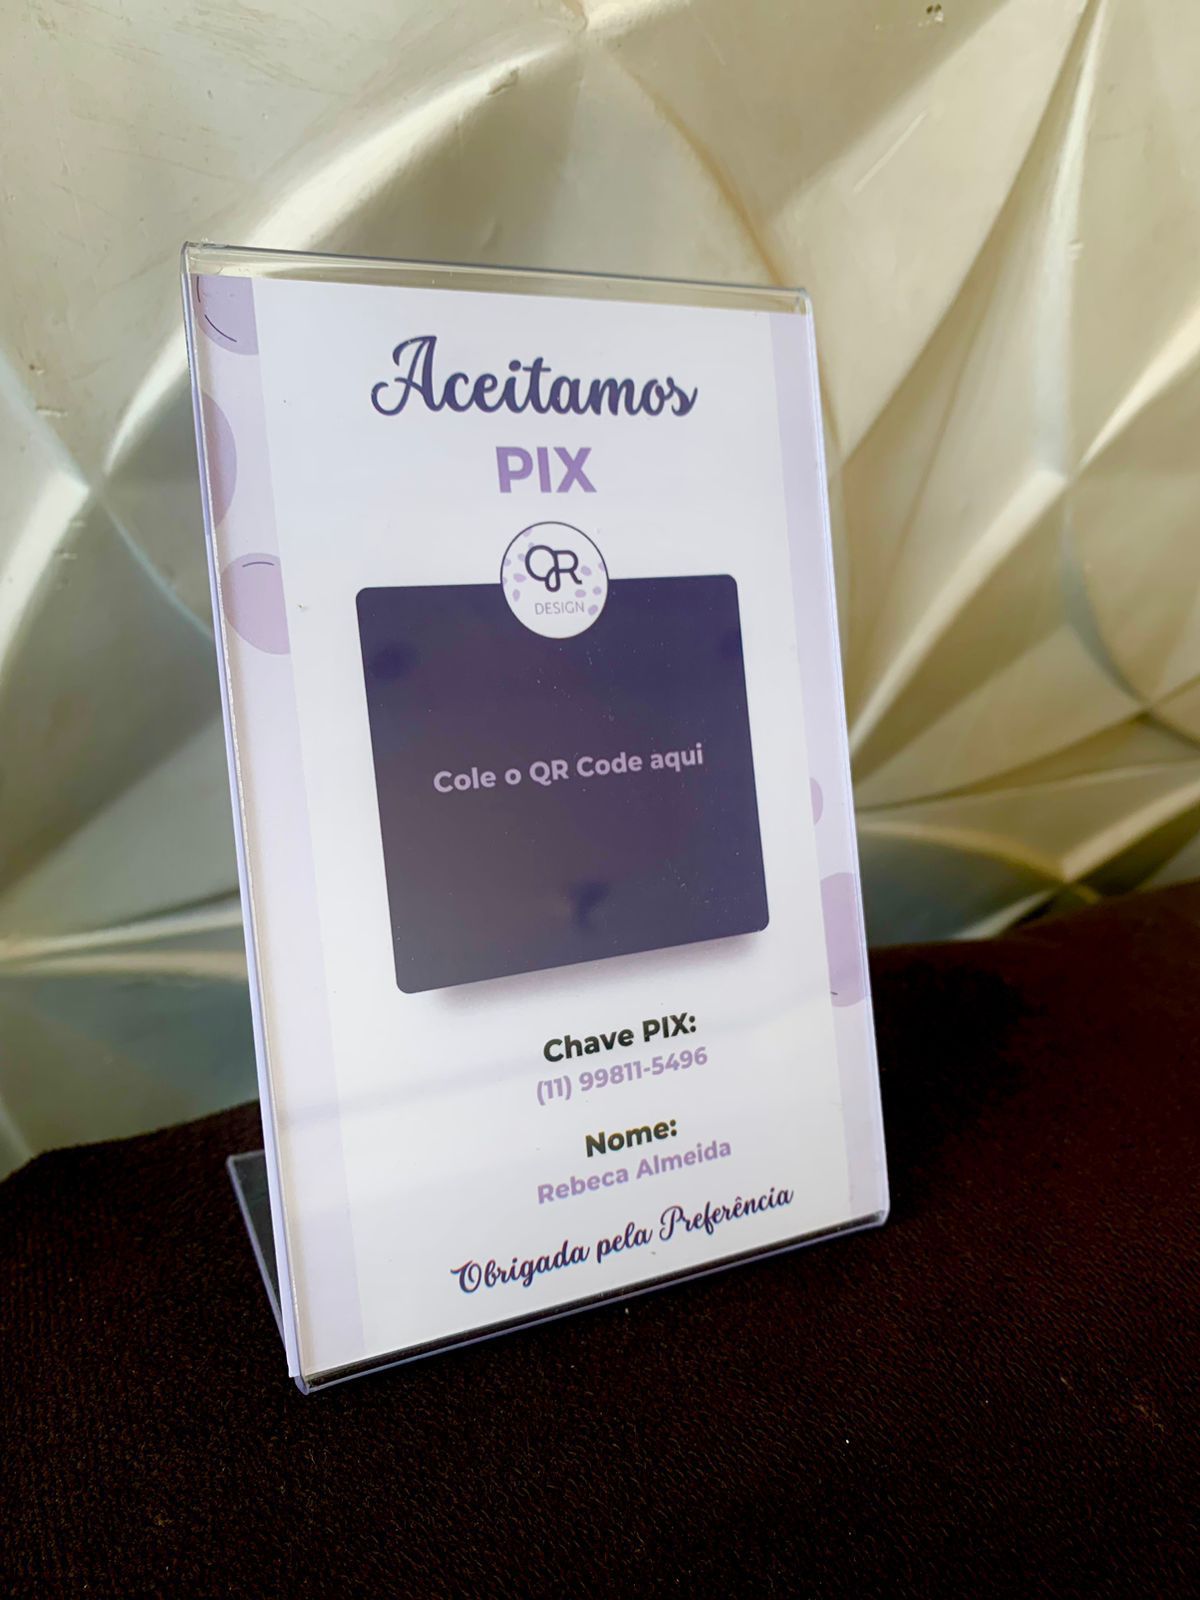 Aceitamos
PIX
QR
DESIGN
Cole o QR Code aqui
Chave PIX:
(11) 99811-5496
Nome:
Rebeca Almeida
Obrigada pela Preferência